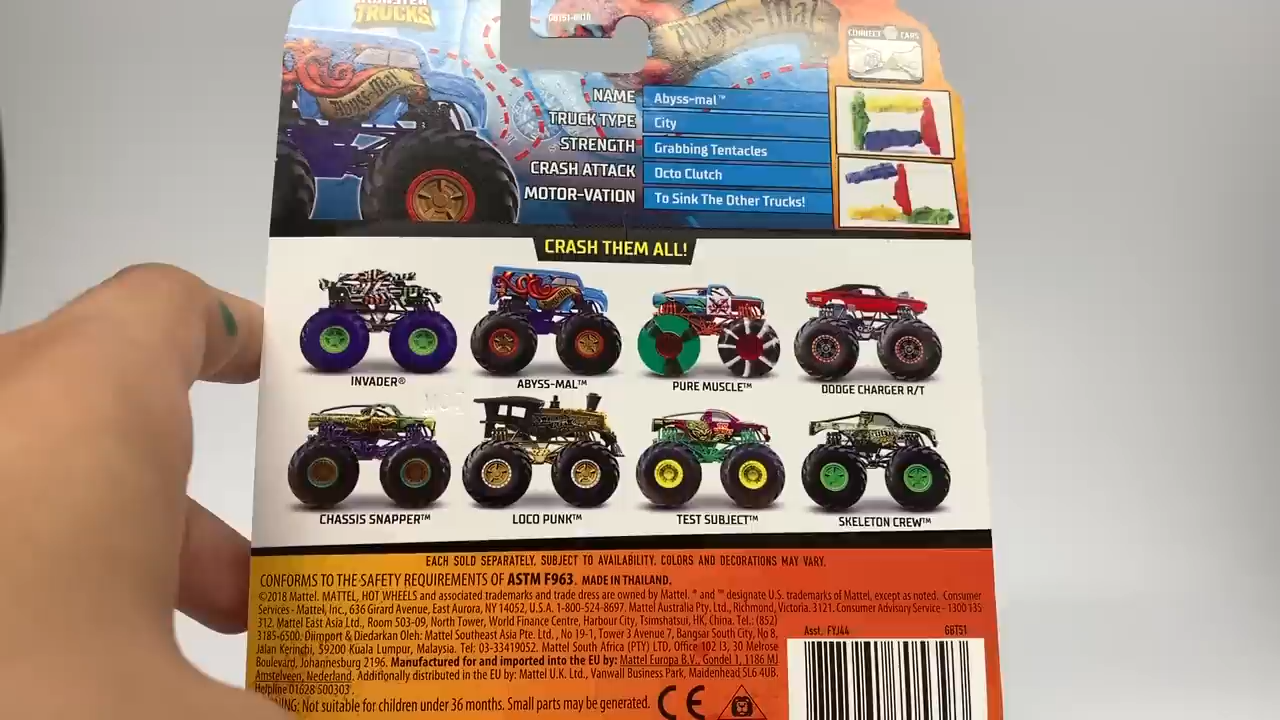 MONSTER
TRUCKS
GBT51-0N10
Abyss-Mal
CONNECT CARS
Abyss-Mal
NAME Abyss-mal™
TRUCK TYPE City
STRENGTH Grabbing Tentacles
CRASH ATTACK Octo Clutch
MOTOR-VATION To Sink The Other Trucks!
CRASH THEM ALL!
INVADER® ABYSS-MAL™ PURE MUSCLE™ DODGE CHARGER R/T
CHASSIS SNAPPER™ LOCO PUNK™ TEST SUBJECT™ SKELETON CREW™
EACH SOLD SEPARATELY, SUBJECT TO AVAILABILITY. COLORS AND DECORATIONS MAY VARY.
CONFORMS TO THE SAFETY REQUIREMENTS OF ASTM F963. MADE IN THAILAND.
©2018 Mattel. MATTEL, HOT WHEELS and associated trademarks and trade dress are owned by Mattel. ® and ™ designate U.S. trademarks of Mattel, except as noted. Consumer
Services - Mattel, Inc., 636 Girard Avenue, East Aurora, NY 14052, U.S.A. 1-800-524-8697. Mattel Australia Pty., Ltd., Richmond, Victoria. 3121. Consumer Advisory Service - 1300 135
312. Mattel East Asia Ltd., Room 503-09, North Tower, World Finance Centre, Harbour City, Tsimshatsui, HK, China. Tel.: (852)
3185-6500. Diimport & Diedarkan Oleh: Mattel Southeast Asia Pte. Ltd., No 19-1, Tower 3 Avenue 7, Bangsar South City, No 8,
Jalan Kerinchi, 59200 Kuala Lumpur, Malaysia. Tel: 03-33419052. Mattel South Africa (PTY) LTD, Office 102 I3, 30 Melrose
Boulevard, Johannesburg 2196. Manufactured for and imported into the EU by: Mattel Europa B.V., Gondel 1, 1186 MJ
Amstelveen, Nederland. Additionally distributed in the EU by: Mattel U.K. Ltd., Vanwall Business Park, Maidenhead SL6 4UB.
Helpline 01628 500303.
Not suitable for children under 36 months. Small parts may be generated. CE
Asst. FYJ44 GBT51